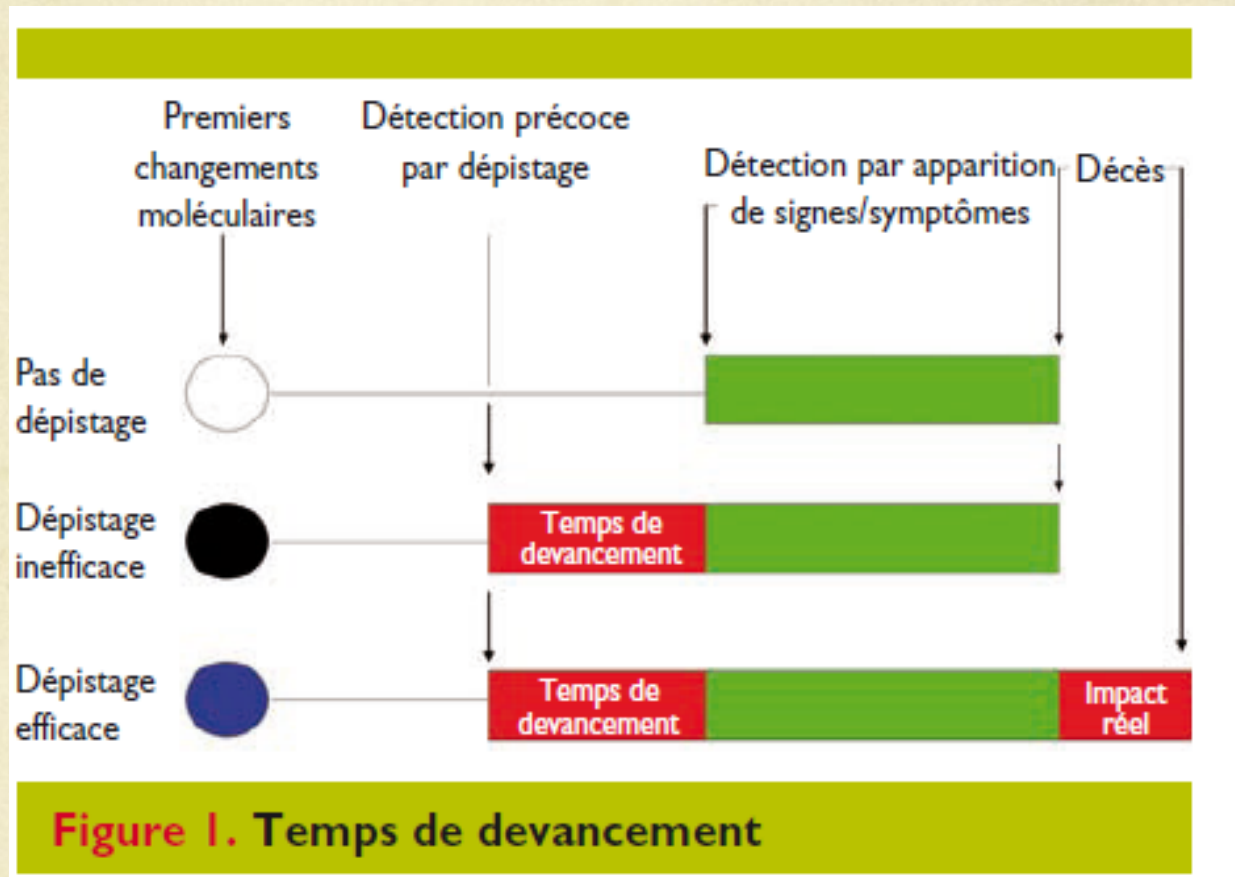 Premiers
changements
moléculaires
Détection précoce
par dépistage
Détection par apparition
de signes/symptômes
Décès
Pas de
dépistage
Dépistage
inefficace
Temps de
devancement
Dépistage
efficace
Temps de
devancement
Impact
réel
Figure 1. Temps de devancement